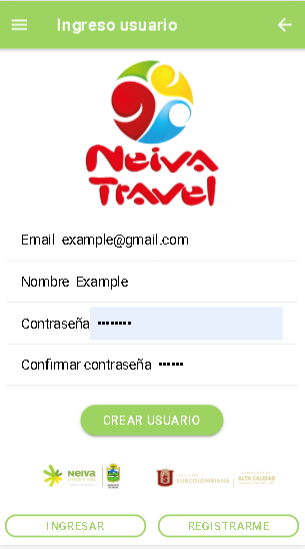 Ingreso usuario
Neiva
Travel
Email example@gmail.com
Nombre Example
Contraseña ••••••••
Confirmar contraseña ••••••
CREAR USUARIO
NEIVA
SURCOLOMBIANA
ALTA CALIDAD
INGRESAR
REGISTRARME